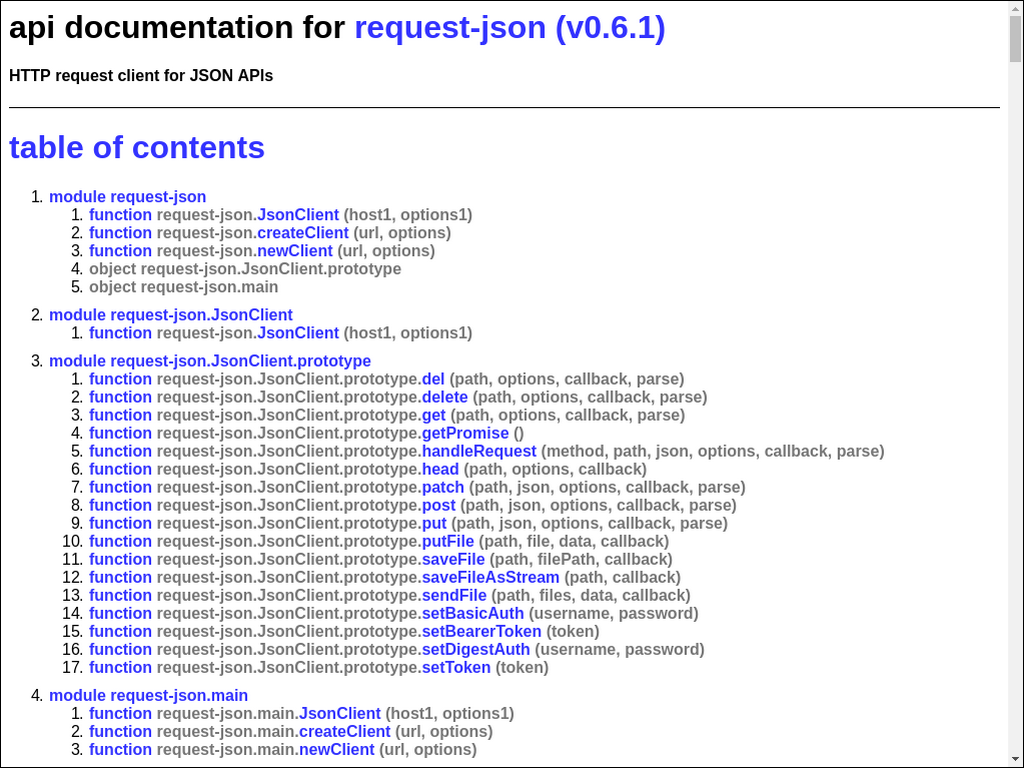 api documentation for request-json (v0.6.1)
HTTP request client for JSON APIs
table of contents
1. module request-json
1. function request-json.JsonClient (host1, options1)
2. function request-json.createClient (url, options)
3. function request-json.newClient (url, options)
4. object request-json.JsonClient.prototype
5. object request-json.main
2. module request-json.JsonClient
1. function request-json.JsonClient (host1, options1)
3. module request-json.JsonClient.prototype
1. function request-json.JsonClient.prototype.del (path, options, callback, parse)
2. function request-json.JsonClient.prototype.delete (path, options, callback, parse)
3. function request-json.JsonClient.prototype.get (path, options, callback, parse)
4. function request-json.JsonClient.prototype.getPromise ()
5. function request-json.JsonClient.prototype.handleRequest (method, path, json, options, callback, parse)
6. function request-json.JsonClient.prototype.head (path, options, callback)
7. function request-json.JsonClient.prototype.patch (path, json, options, callback, parse)
8. function request-json.JsonClient.prototype.post (path, json, options, callback, parse)
9. function request-json.JsonClient.prototype.put (path, json, options, callback, parse)
10. function request-json.JsonClient.prototype.putFile (path, file, data, callback)
11. function request-json.JsonClient.prototype.saveFile (path, filePath, callback)
12. function request-json.JsonClient.prototype.saveFileAsStream (path, callback)
13. function request-json.JsonClient.prototype.sendFile (path, files, data, callback)
14. function request-json.JsonClient.prototype.setBasicAuth (username, password)
15. function request-json.JsonClient.prototype.setBearerToken (token)
16. function request-json.JsonClient.prototype.setDigestAuth (username, password)
17. function request-json.JsonClient.prototype.setToken (token)
4. module request-json.main
1. function request-json.main.JsonClient (host1, options1)
2. function request-json.main.createClient (url, options)
3. function request-json.main.newClient (url, options)